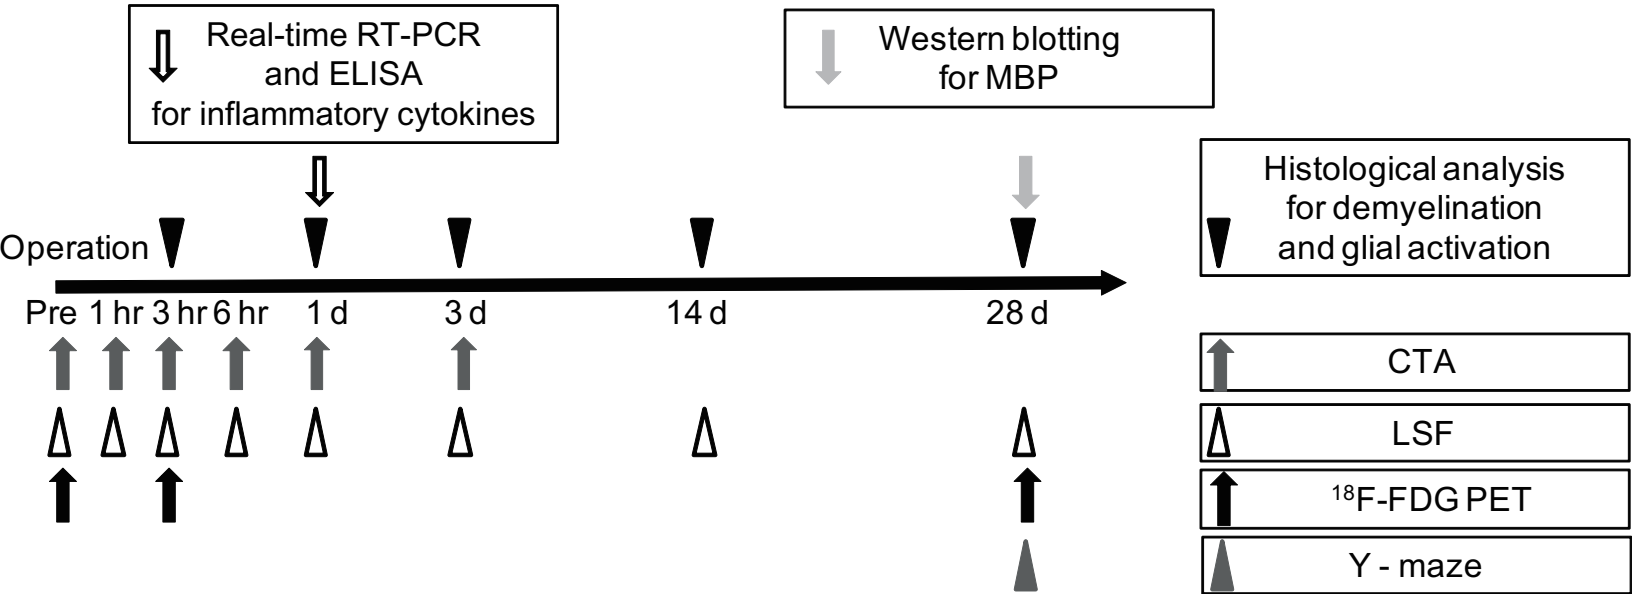 Real-time RT-PCR
and ELISA
for inflammatory cytokines
Western blotting
for MBP
Histological analysis
for demyelination
and glial activation
Operation
Pre 1 hr 3 hr 6 hr 1 d 3 d 14 d 28 d
CTA
LSF
¹⁸F-FDG PET
Y - maze